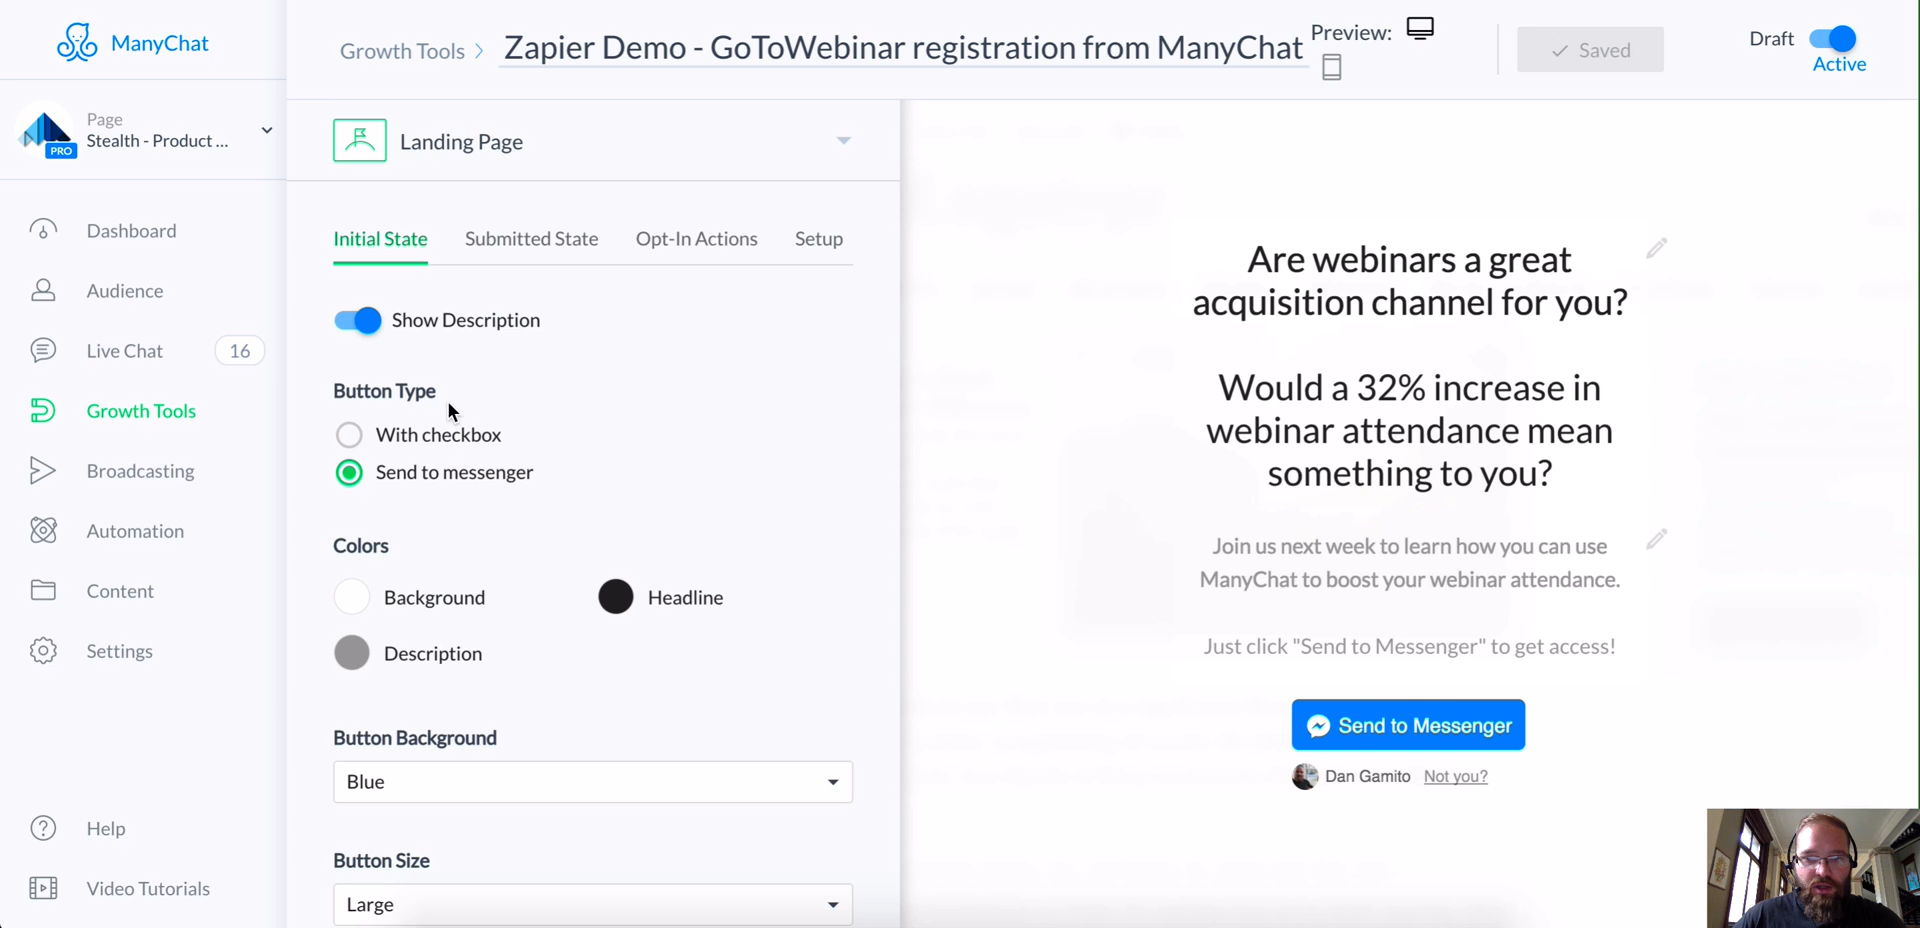 ManyChat
Growth Tools > Zapier Demo - GoToWebinar registration from ManyChat
Preview:
Saved
Draft
Active
Page
Stealth - Product ...
PRO
Dashboard
Audience
Live Chat 16
Growth Tools
Broadcasting
Automation
Content
Settings
Help
Video Tutorials
Landing Page
Initial State Submitted State Opt-In Actions Setup
Show Description
Button Type
With checkbox
Send to messenger
Colors
Background Headline
Description
Button Background
Blue
Button Size
Large
Are webinars a great
acquisition channel for you?
Would a 32% increase in
webinar attendance mean
something to you?
Join us next week to learn how you can use
ManyChat to boost your webinar attendance.
Just click "Send to Messenger" to get access!
Send to Messenger
Dan Gamito Not you?